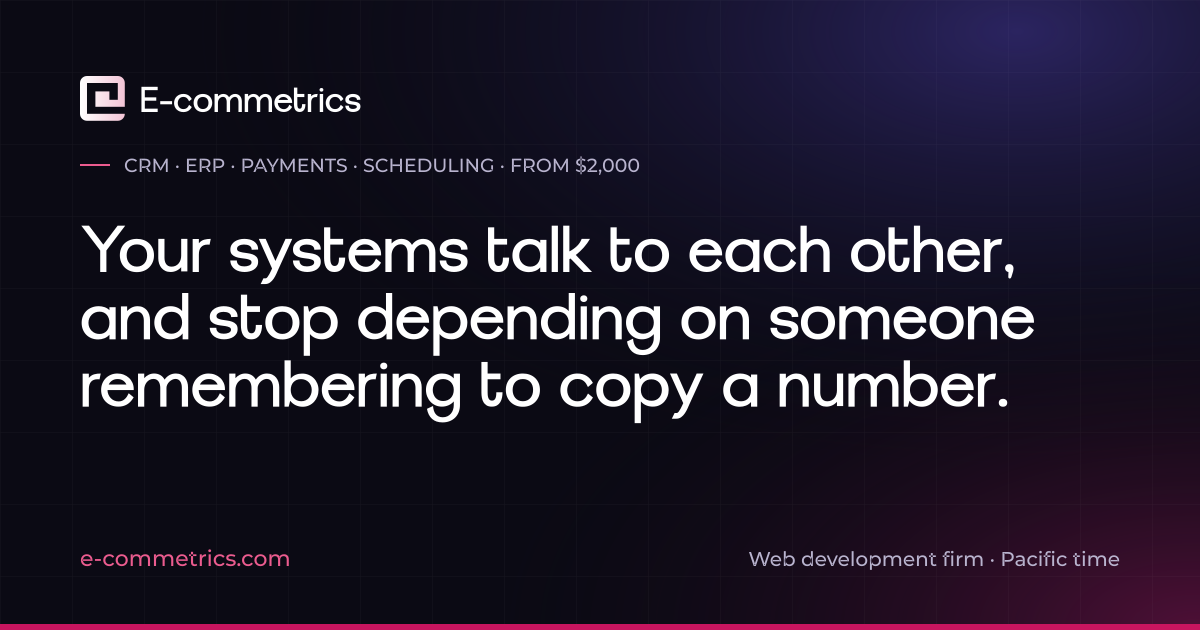 E-commetrics
CRM · ERP · PAYMENTS · SCHEDULING · FROM $2,000
Your systems talk to each other,
and stop depending on someone
remembering to copy a number.
e-commetrics.com
Web development firm · Pacific time